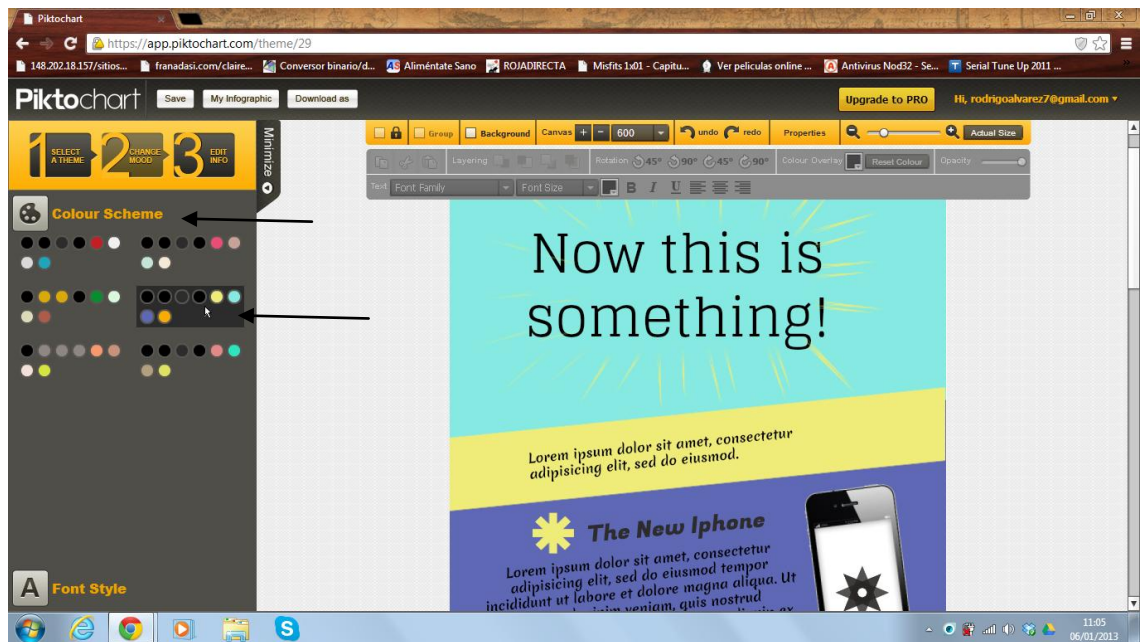 Piktochart
https://app.piktochart.com/theme/29
148.202.18.157/sitios... franadasi.com/claire... Conversor binario/d... AS Aliméntate Sano ROJADIRECTA Misfits 1x01 - Capitu... Ver peliculas online ... Antivirus Nod32 - Se... T Serial Tune Up 2011 ...
Piktochart Save My Infographic Download as Upgrade to PRO Hi, rodrigoalvarez7@gmail.com
1 SELECT A THEME 2 CHANGE MOOD 3 EDIT INFO
Minimize
Group Background Canvas + - 600 undo redo Properties Actual Size
Layering Rotation 45° 90° 45° 90° Colour Overlay Reset Colour Opacity
Text Font Family Font Size B I U
Colour Scheme
Now this is
something!
Lorem ipsum dolor sit amet, consectetur
adipisicing elit, sed do eiusmod.
The New Iphone
Lorem ipsum dolor sit amet, consectetur
adipisicing elit, sed do eiusmod tempor
incididunt ut labore et dolore magna aliqua. Ut
veniam, quis nostrud
A Font Style
11:05
06/01/2013